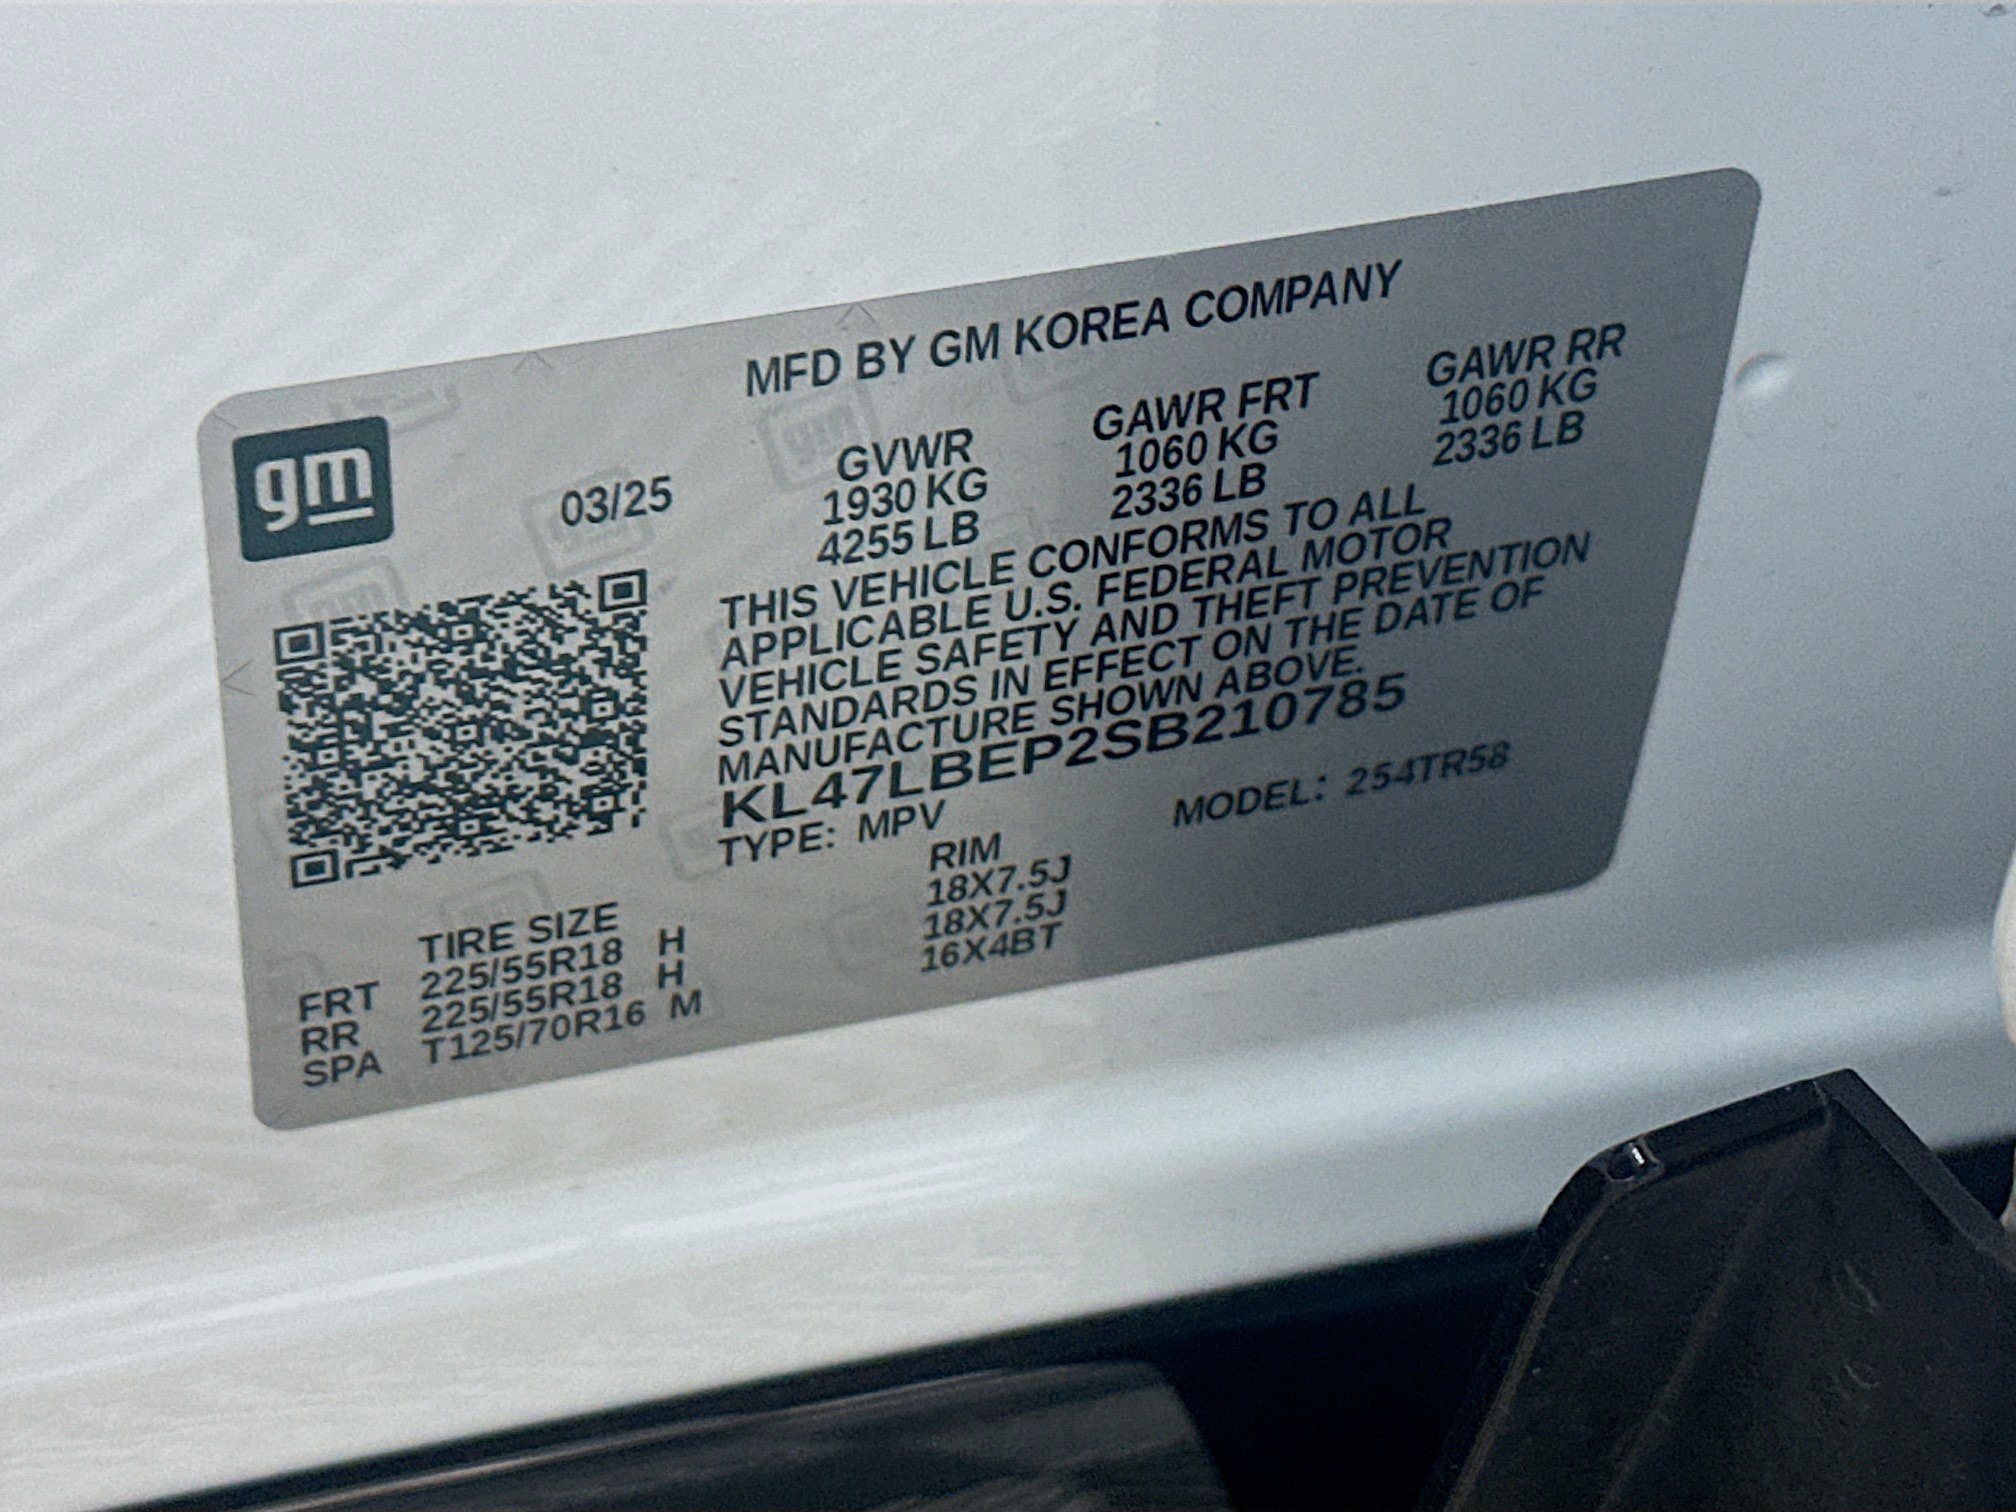 MFD BY GM KOREA COMPANY
gm
03/25
GVWR GAWR FRT GAWR RR
1930 KG 1060 KG 1060 KG
4255 LB 2336 LB 2336 LB
THIS VEHICLE CONFORMS TO ALL
APPLICABLE U.S. FEDERAL MOTOR
VEHICLE SAFETY AND THEFT PREVENTION
STANDARDS IN EFFECT ON THE DATE OF
MANUFACTURE SHOWN ABOVE.
KL47LBEP2SB210785
TYPE: MPV MODEL: 254TR58
TIRE SIZE RIM
FRT 225/55R18 H 18X7.5J
RR 225/55R18 H 18X7.5J
SPA T125/70R16 M 16X4BT